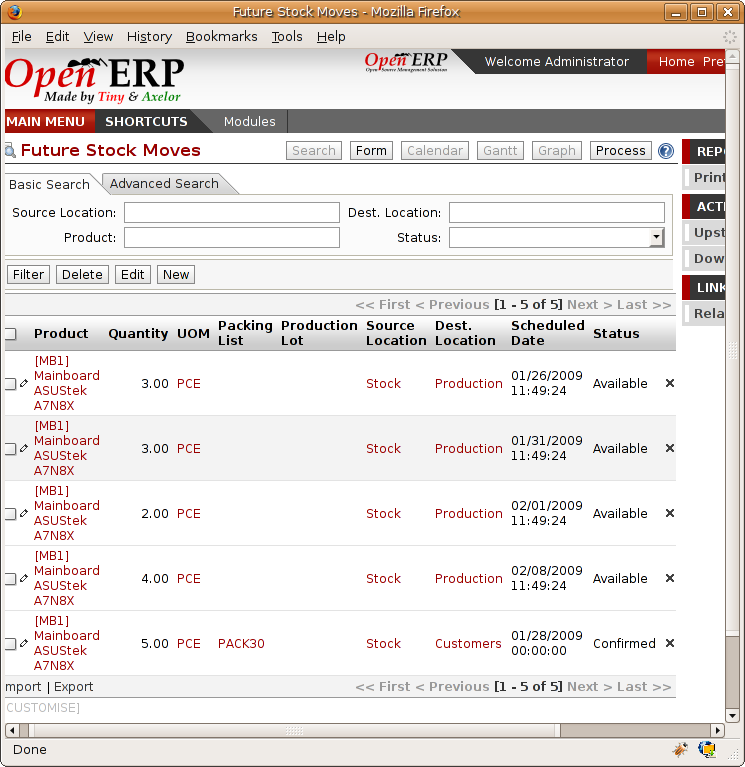 Future Stock Moves - Mozilla Firefox
File Edit View History Bookmarks Tools Help
Open ERP
Made by Tiny & Axelor
Open ERP
Open Source Management Solution
Welcome Administrator
Home Pref
MAIN MENU SHORTCUTS Modules
Future Stock Moves
Search Form Calendar Gantt Graph Process ?
REPO
Print
ACTI
Upst
Dow
LINK
Rela
Basic Search Advanced Search
Source Location: Dest. Location:
Product: Status:
Filter Delete Edit New
<< First < Previous [1 - 5 of 5] Next > Last >>
Product Quantity UOM Packing List Production Lot Source Location Dest. Location Scheduled Date Status
[MB1] Mainboard ASUStek A7N8X 3.00 PCE Stock Production 01/26/2009 11:49:24 Available
[MB1] Mainboard ASUStek A7N8X 3.00 PCE Stock Production 01/31/2009 11:49:24 Available
[MB1] Mainboard ASUStek A7N8X 2.00 PCE Stock Production 02/01/2009 11:49:24 Available
[MB1] Mainboard ASUStek A7N8X 4.00 PCE Stock Production 02/08/2009 11:49:24 Available
[MB1] Mainboard ASUStek A7N8X 5.00 PCE PACK30 Stock Customers 01/28/2009 00:00:00 Confirmed
mport | Export << First < Previous [1 - 5 of 5] Next > Last >>
CUSTOMISE]
Done